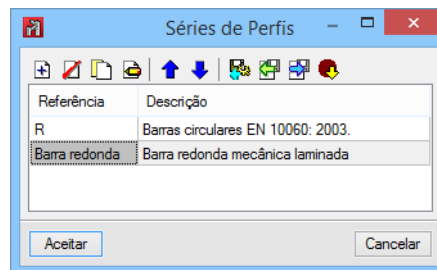 Séries de Perfis
Referência Descrição
R Barras circulares EN 10060: 2003.
Barra redonda Barra redonda mecânica laminada
Aceitar Cancelar